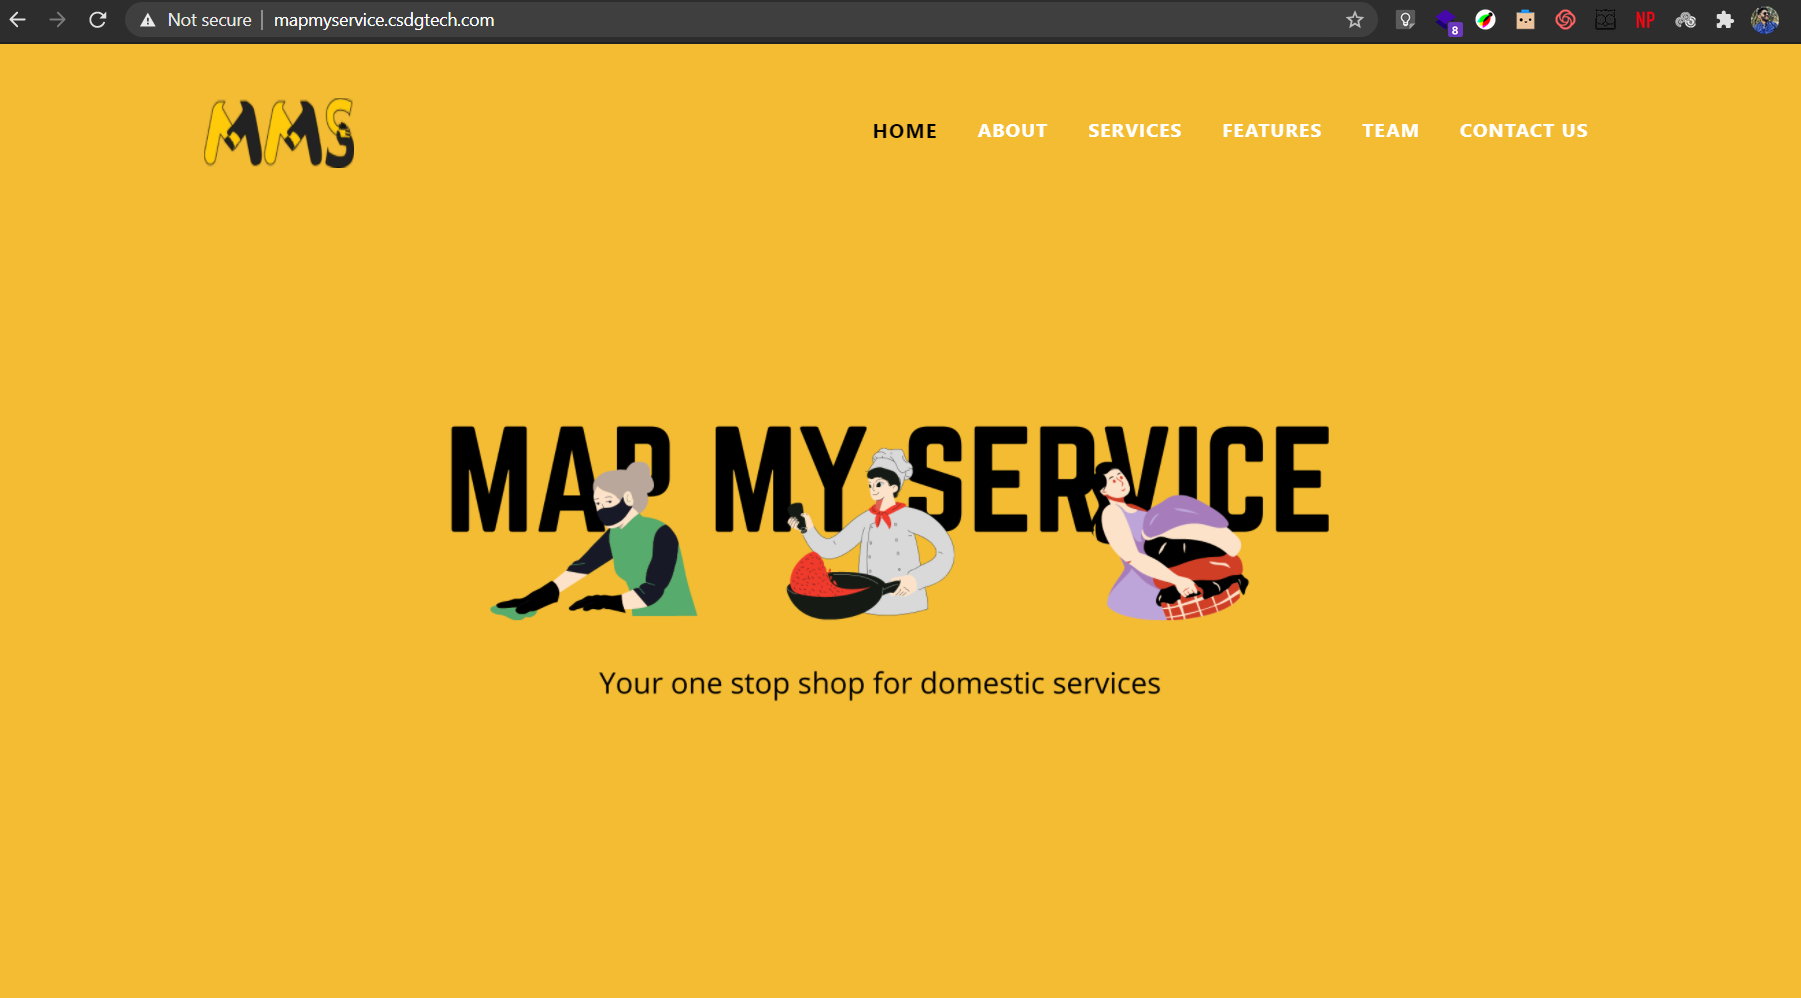 Not secure | mapmyservice.csdgtech.com
8
NP
MMS
HOME ABOUT SERVICES FEATURES TEAM CONTACT US
MAP MY SERVICE
Your one stop shop for domestic services